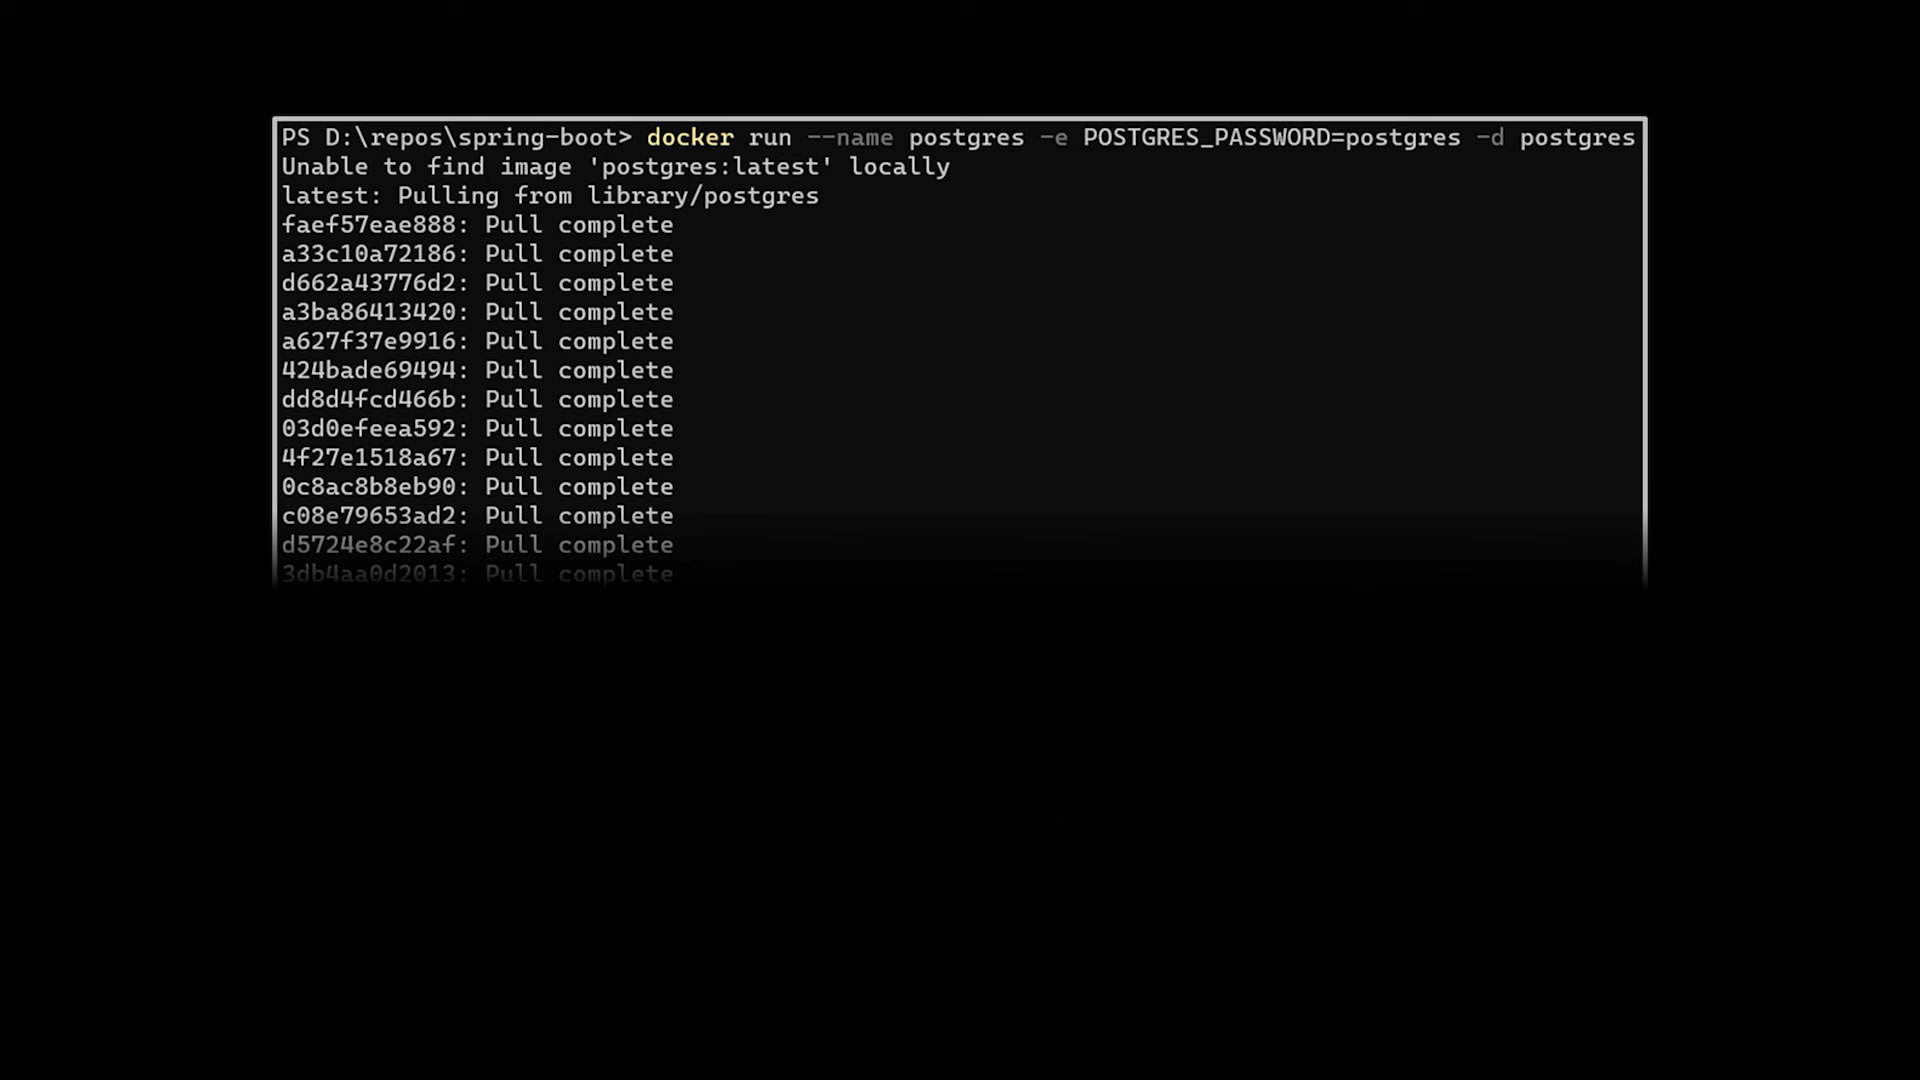 PS D:\repos\spring-boot> docker run --name postgres -e POSTGRES_PASSWORD=postgres -d postgres
Unable to find image 'postgres:latest' locally
latest: Pulling from library/postgres
faef57eae888: Pull complete
a33c10a72186: Pull complete
d662a43776d2: Pull complete
a3ba86413420: Pull complete
a627f37e9916: Pull complete
424bade69494: Pull complete
dd8d4fcd466b: Pull complete
03d0efeea592: Pull complete
4f27e1518a67: Pull complete
0c8ac8b8eb90: Pull complete
c08e79653ad2: Pull complete
d5724e8c22af: Pull complete
3db4aa0d2013: Pull complete